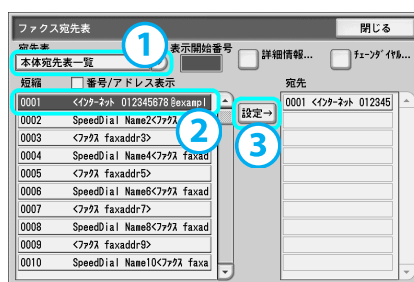 ファクス宛先表
閉じる
宛先表
表示開始番号
本体宛先表一覧
詳細情報...
ﾁｪｰﾝﾀﾞｲﾔﾙ...
短縮
番号/アドレス表示
宛先
0001 <ｲﾝﾀｰﾈｯﾄ 012345678@exampl
0001 <ｲﾝﾀｰﾈｯﾄ 012345
設定→
0002 SpeedDial Name2<ﾌｧｸｽ
0003 <ﾌｧｸｽ faxaddr3>
0004 SpeedDial Name4<ﾌｧｸｽ faxad
0005 <ﾌｧｸｽ faxaddr5>
0006 SpeedDial Name6<ﾌｧｸｽ faxad
0007 <ﾌｧｸｽ faxaddr7>
0008 SpeedDial Name8<ﾌｧｸｽ faxad
0009 <ﾌｧｸｽ faxaddr9>
0010 SpeedDial Name10<ﾌｧｸｽ faxa
1
2
3